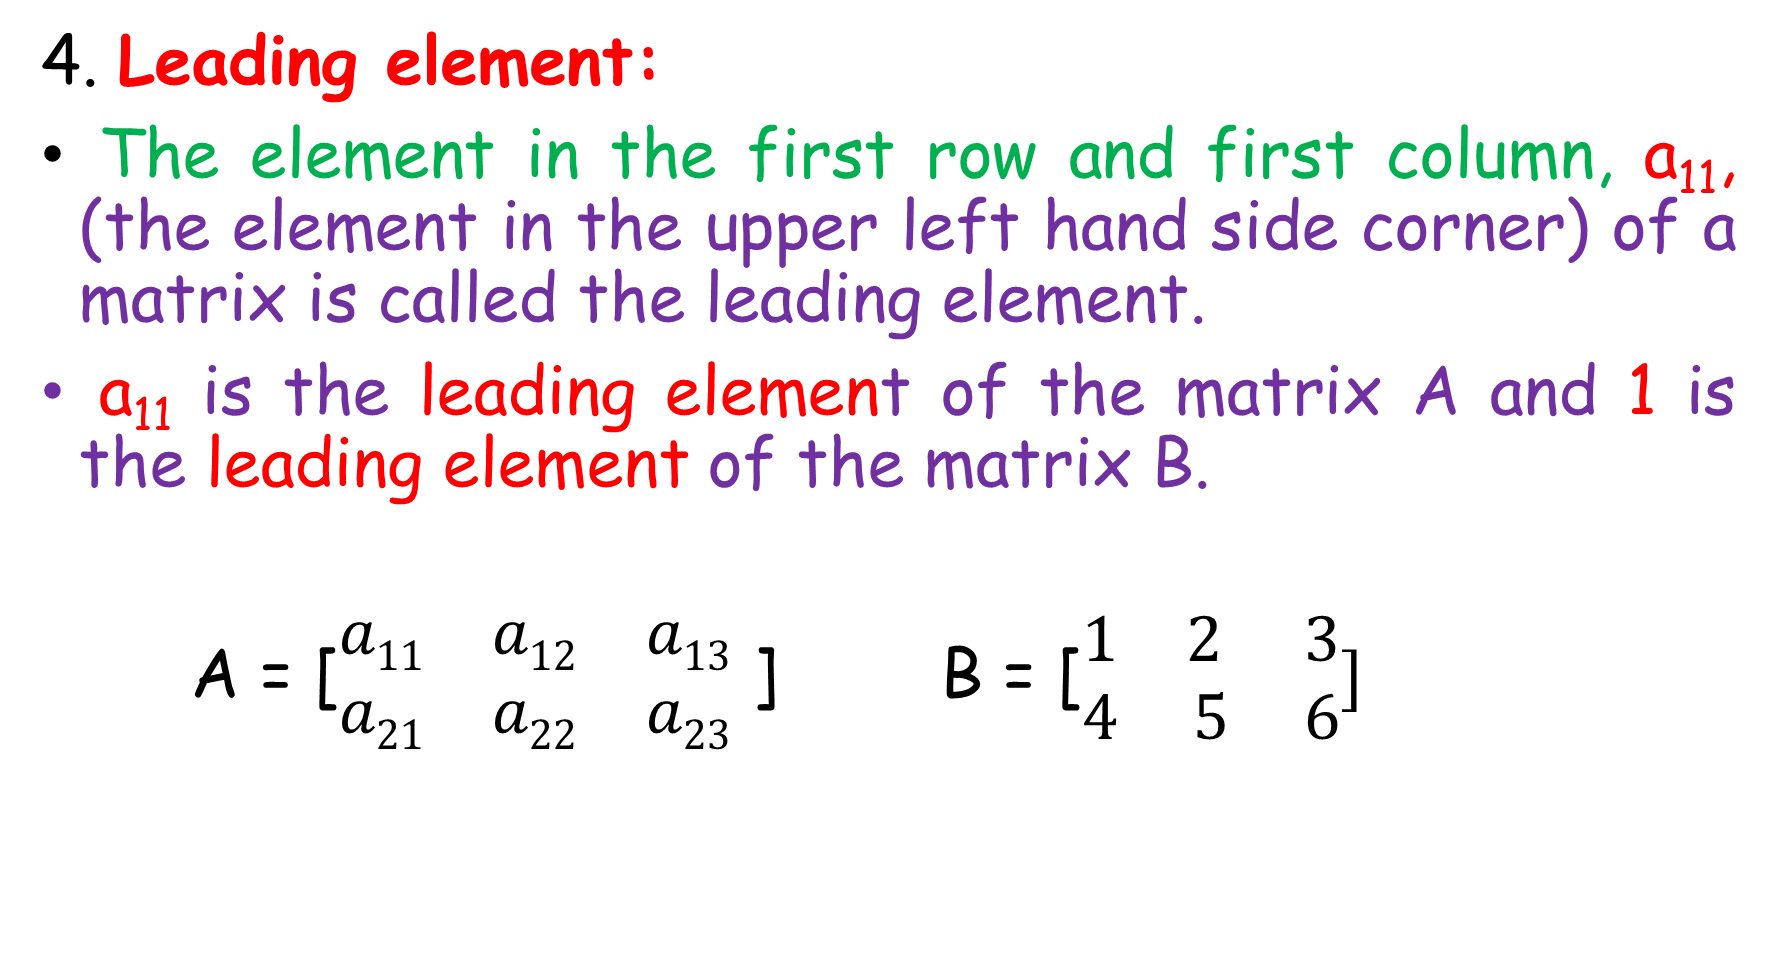 4. Leading element:
• The element in the first row and first column, a₁₁,
(the element in the upper left hand side corner) of a
matrix is called the leading element.
• a₁₁ is the leading element of the matrix A and 1 is
the leading element of the matrix B.
A = [a₁₁ a₁₂ a₁₃ B = [1 2 3
a₂₁ a₂₂ a₂₃ ] 4 5 6]